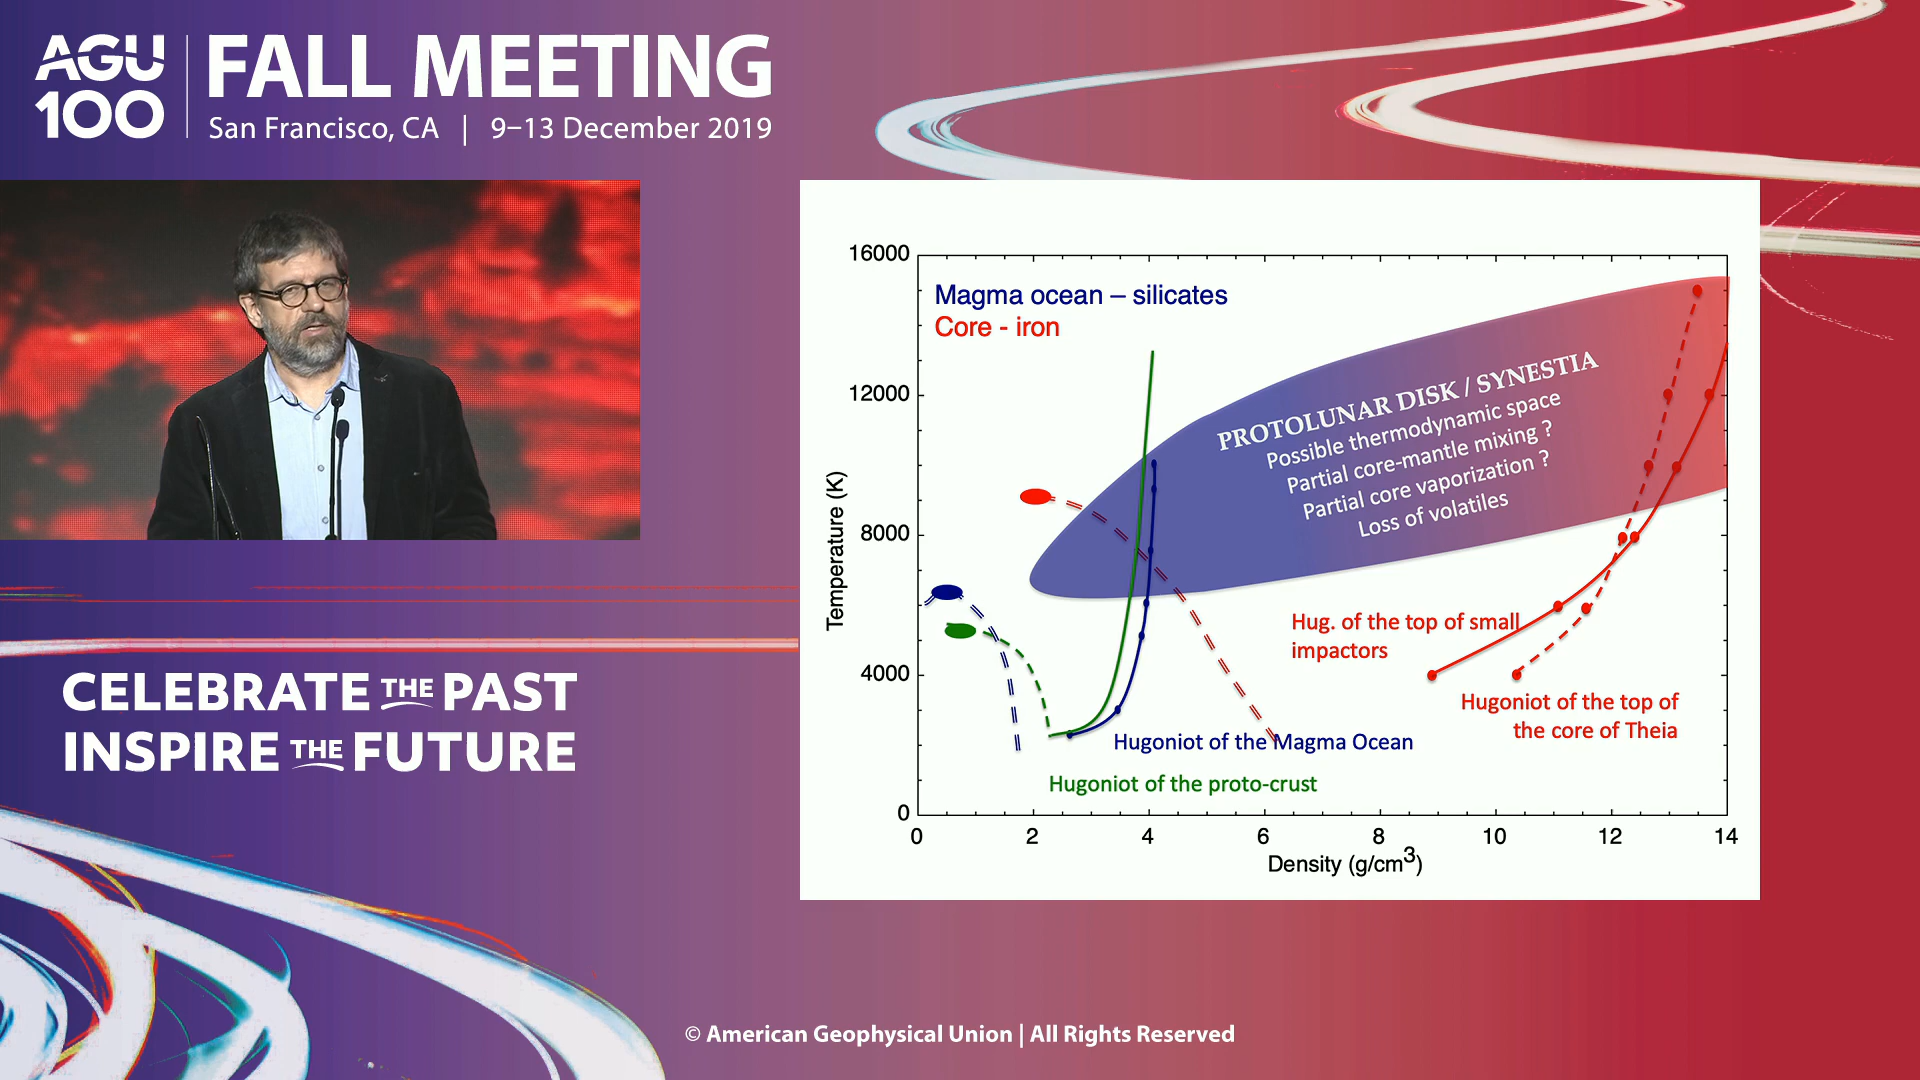 AGU
100
FALL MEETING
San Francisco, CA | 9–13 December 2019
CELEBRATE THE PAST
INSPIRE THE FUTURE
16000
12000
8000
4000
0
Temperature (K)
0 2 4 6 8 10 12 14
Density (g/cm3)
Magma ocean – silicates
Core - iron
PROTOLUNAR DISK / SYNESTIA
Possible thermodynamic space
Partial core-mantle mixing ?
Partial core vaporization ?
Loss of volatiles
Hug. of the top of small
impactors
Hugoniot of the top of
the core of Theia
Hugoniot of the Magma Ocean
Hugoniot of the proto-crust
© American Geophysical Union | All Rights Reserved